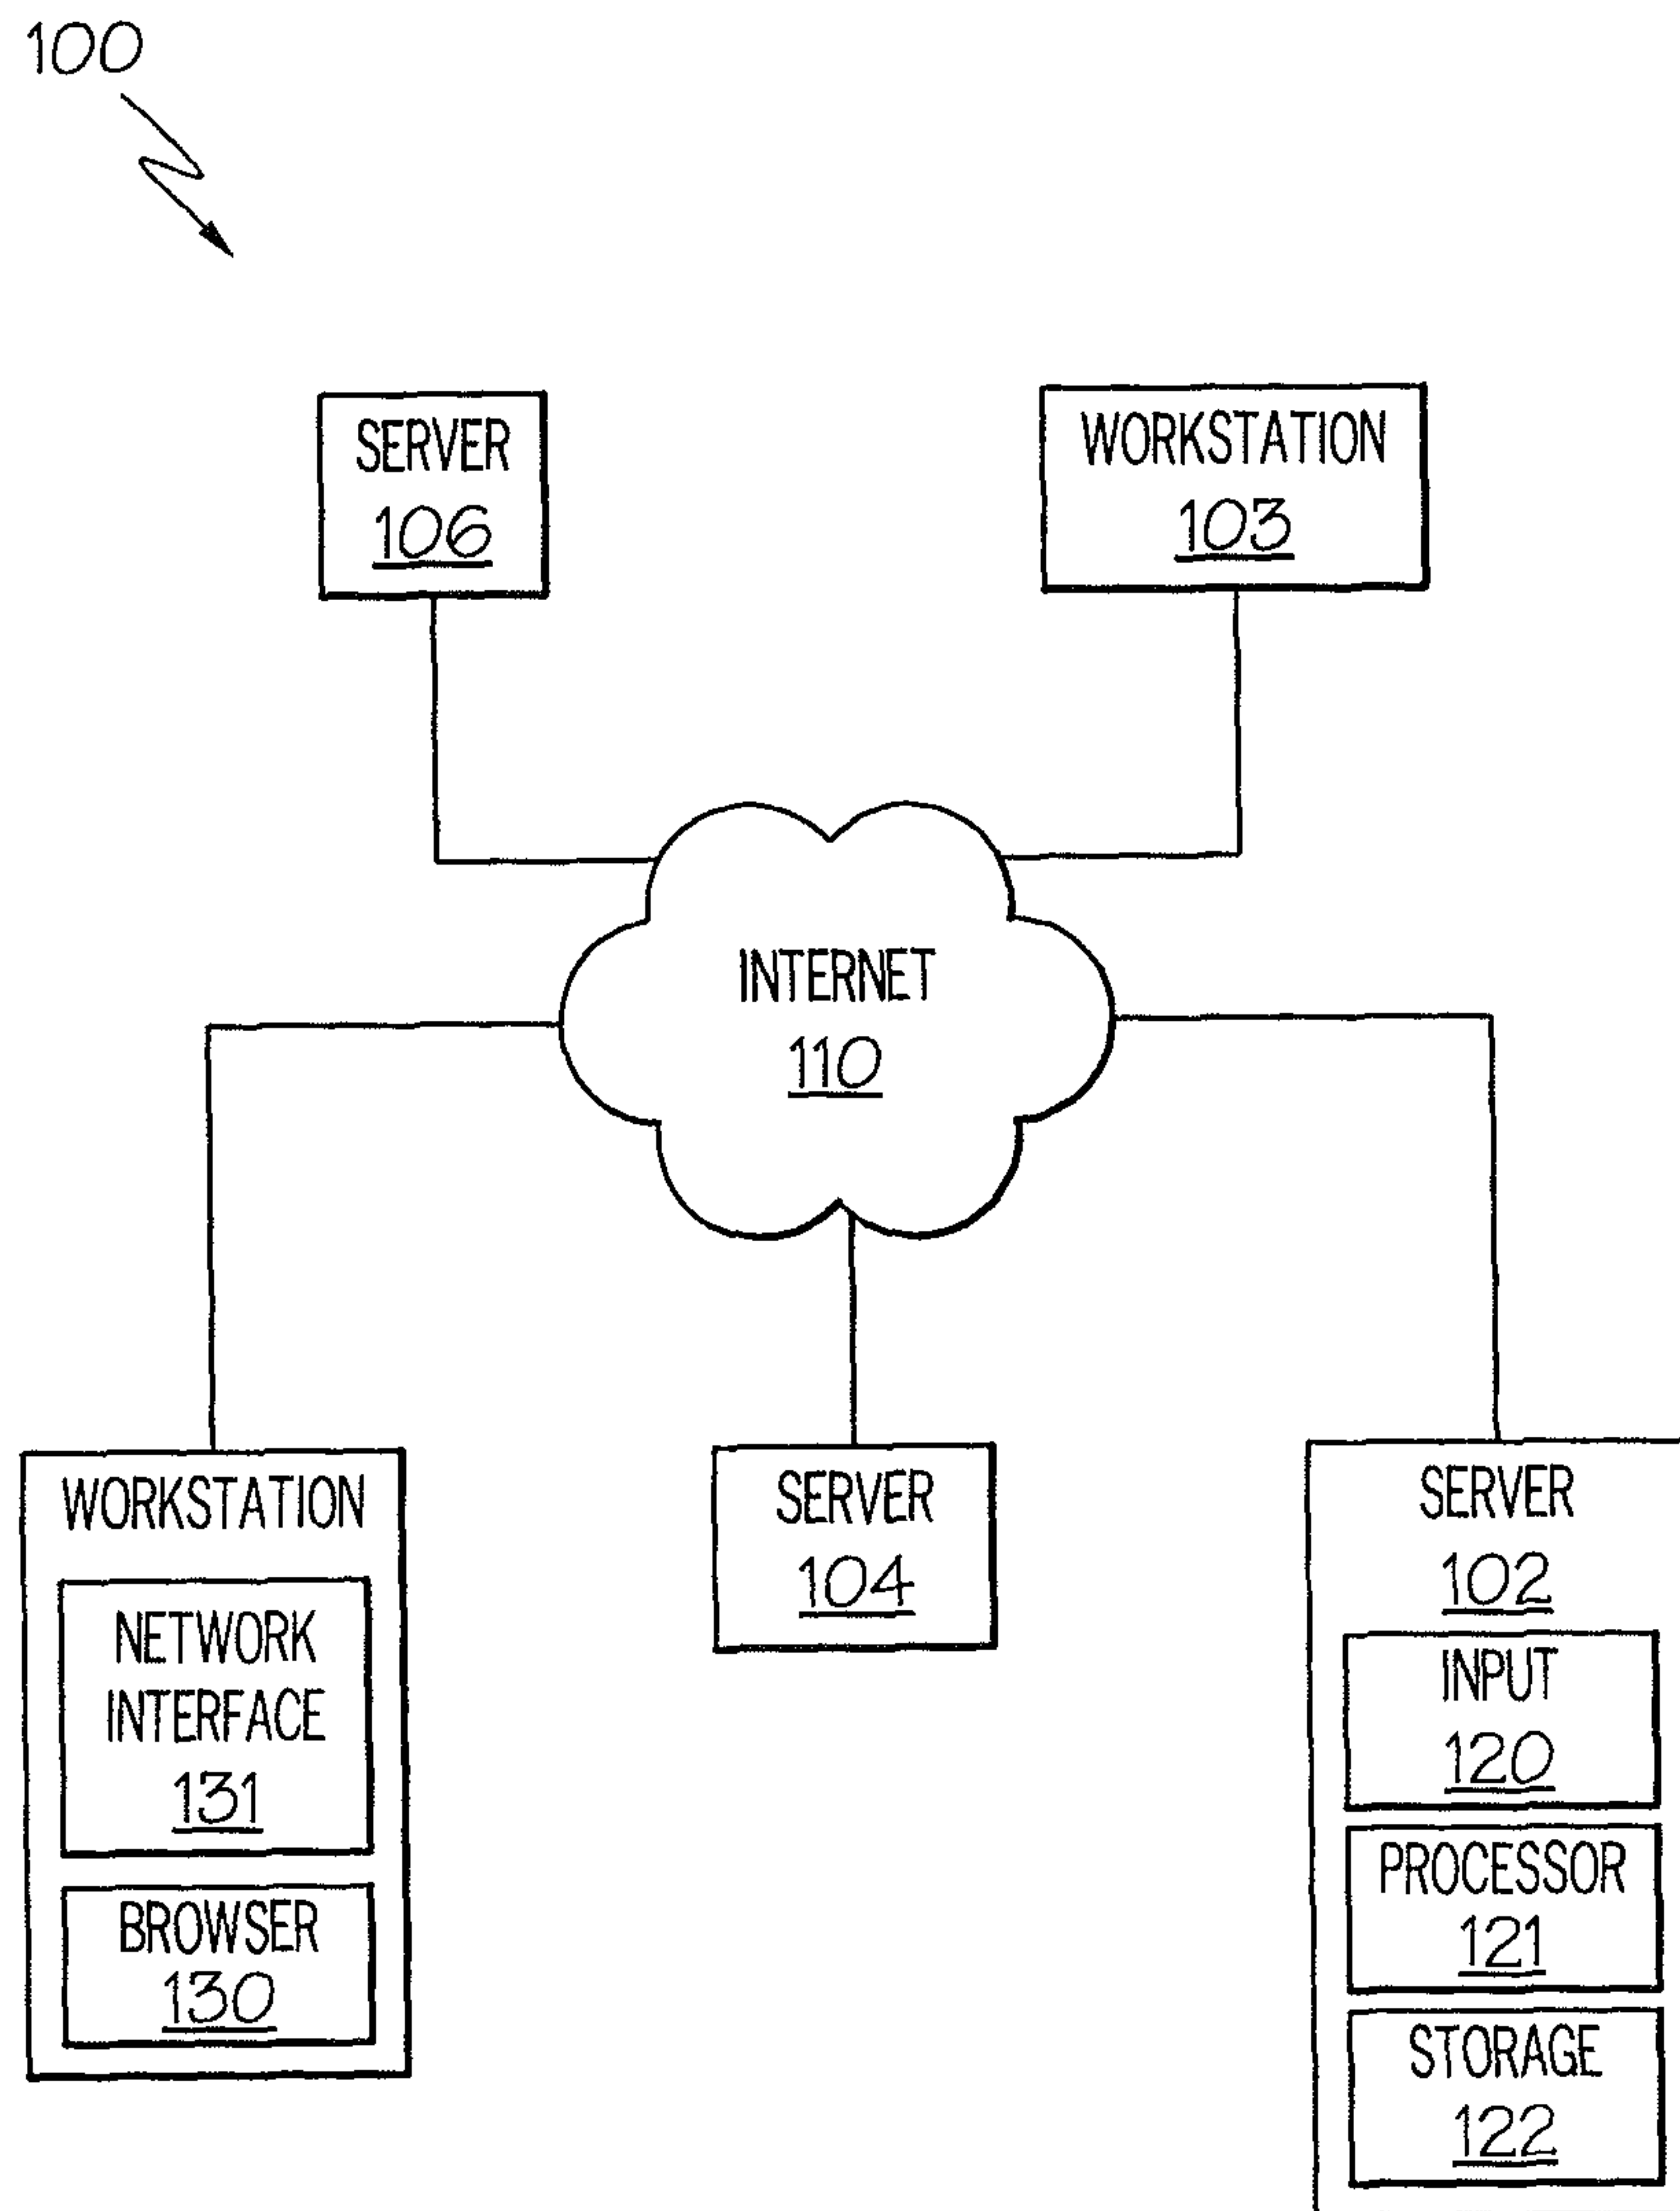 100
SERVER
106
WORKSTATION
103
INTERNET
110
WORKSTATION
NETWORK
INTERFACE
131
BROWSER
130
SERVER
104
SERVER
102
INPUT
120
PROCESSOR
121
STORAGE
122